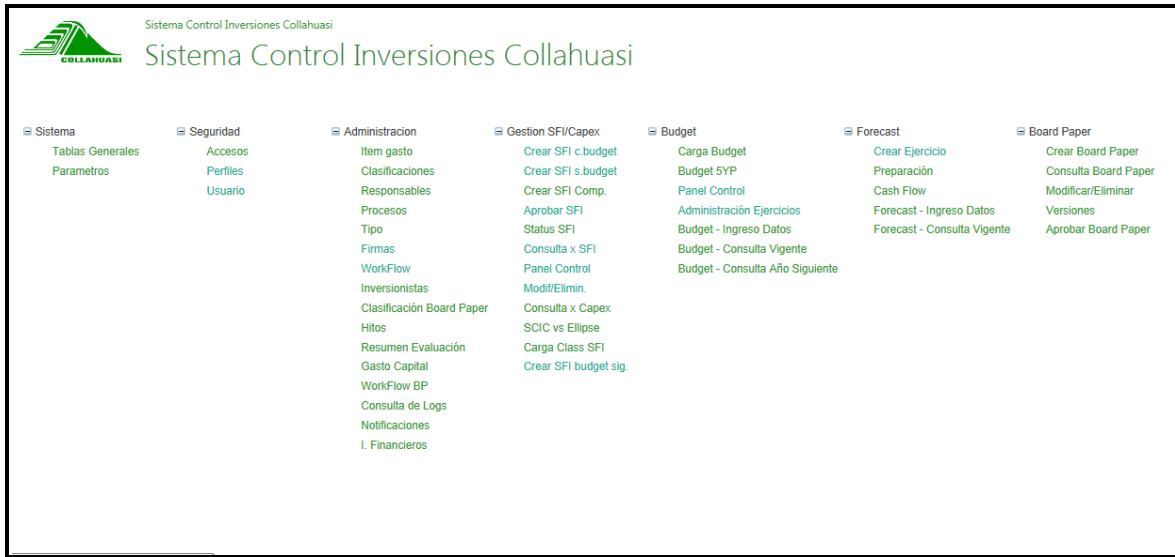 Sistema Control Inversiones Collahuasi
COLLAHUASI
Sistema Control Inversiones Collahuasi
Sistema
Tablas Generales
Parametros
Seguridad
Accesos
Perfiles
Usuario
Administracion
Item gasto
Clasificaciones
Responsables
Procesos
Tipo
Firmas
WorkFlow
Inversionistas
Clasificación Board Paper
Hitos
Resumen Evaluación
Gasto Capital
WorkFlow BP
Consulta de Logs
Notificaciones
I. Financieros
Gestion SFI/Capex
Crear SFI c.budget
Crear SFI s.budget
Crear SFI Comp.
Aprobar SFI
Status SFI
Consulta x SFI
Panel Control
Modif/Elimin.
Consulta x Capex
SCIC vs Ellipse
Carga Class SFI
Crear SFI budget sig.
Budget
Carga Budget
Budget 5YP
Panel Control
Administración Ejercicios
Budget - Ingreso Datos
Budget - Consulta Vigente
Budget - Consulta Año Siguiente
Forecast
Crear Ejercicio
Preparación
Cash Flow
Forecast - Ingreso Datos
Forecast - Consulta Vigente
Board Paper
Crear Board Paper
Consulta Board Paper
Modificar/Eliminar
Versiones
Aprobar Board Paper